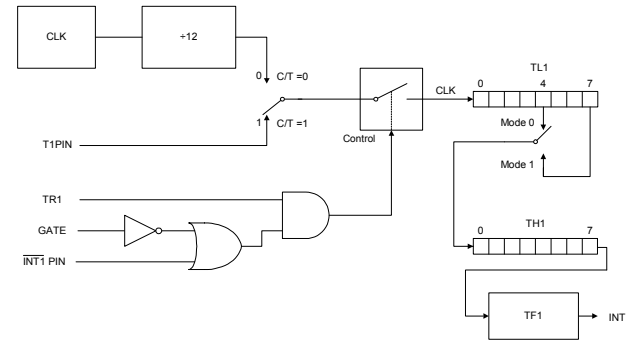 CLK
÷12
0 C/T =0
1 C/T =1
T1PIN
Control
CLK
TL1
0 4 7
Mode 0
Mode 1
TR1
GATE
INT1 PIN
TH1
0 7
TF1
INT